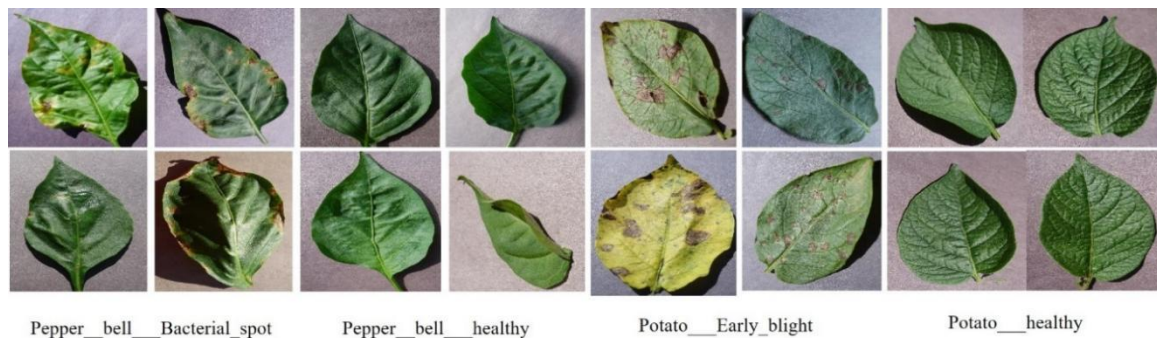 Pepper__bell___Bacterial_spot
Pepper__bell___healthy
Potato___Early_blight
Potato___healthy